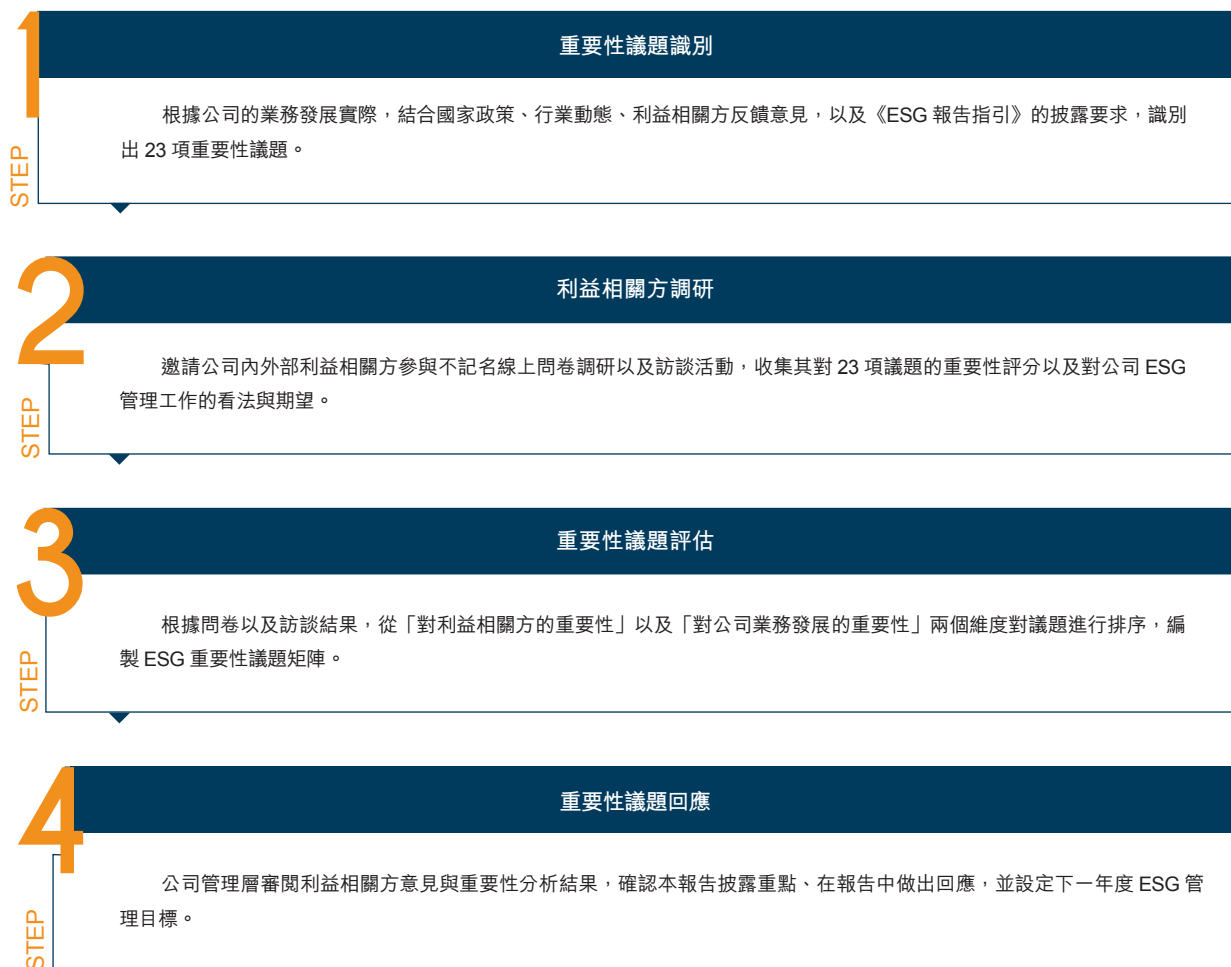 1
STEP
重要性議題識別
根據公司的業務發展實際，結合國家政策、行業動態、利益相關方反饋意見，以及《ESG 報告指引》的披露要求，識別
出 23 項重要性議題。
2
STEP
利益相關方調研
邀請公司內外部利益相關方參與不記名線上問卷調研以及訪談活動，收集其對 23 項議題的重要性評分以及對公司 ESG
管理工作的看法與期望。
3
STEP
重要性議題評估
根據問卷以及訪談結果，從「對利益相關方的重要性」以及「對公司業務發展的重要性」兩個維度對議題進行排序，編
製 ESG 重要性議題矩陣。
4
STEP
重要性議題回應
公司管理層審閱利益相關方意見與重要性分析結果，確認本報告披露重點、在報告中做出回應，並設定下一年度 ESG 管
理目標。